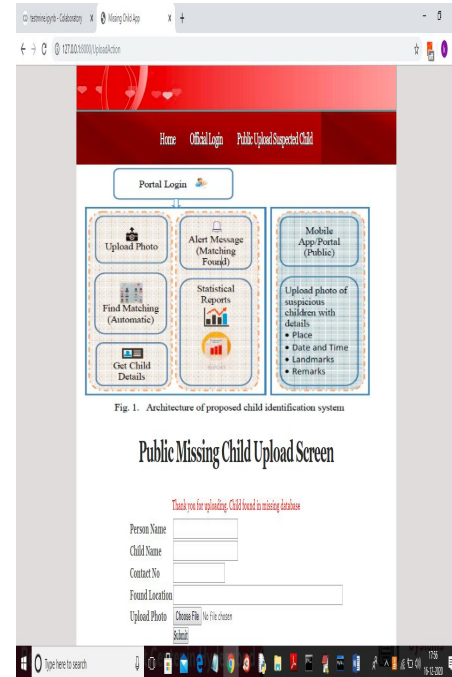 testmine.ipynb - Colaboratory
Missing Child App
127.0.0.1:8000/UploadAction
Home Official Login Public Upload Suspected Child
Portal Login
Upload Photo
Find Matching
(Automatic)
Get Child
Details
Alert Message
(Matching
Found)
Statistical
Reports
Mobile
App/Portal
(Public)
Upload photo of
suspicious
children with
details
• Place
• Date and Time
• Landmarks
• Remarks
Fig. 1. Architecture of proposed child identification system
Public Missing Child Upload Screen
Thank you for uploading. Child found in missing database
Person Name
Child Name
Contact No
Found Location
Upload Photo Choose File No file chosen
Submit
Type here to search
17:56
16-12-2020